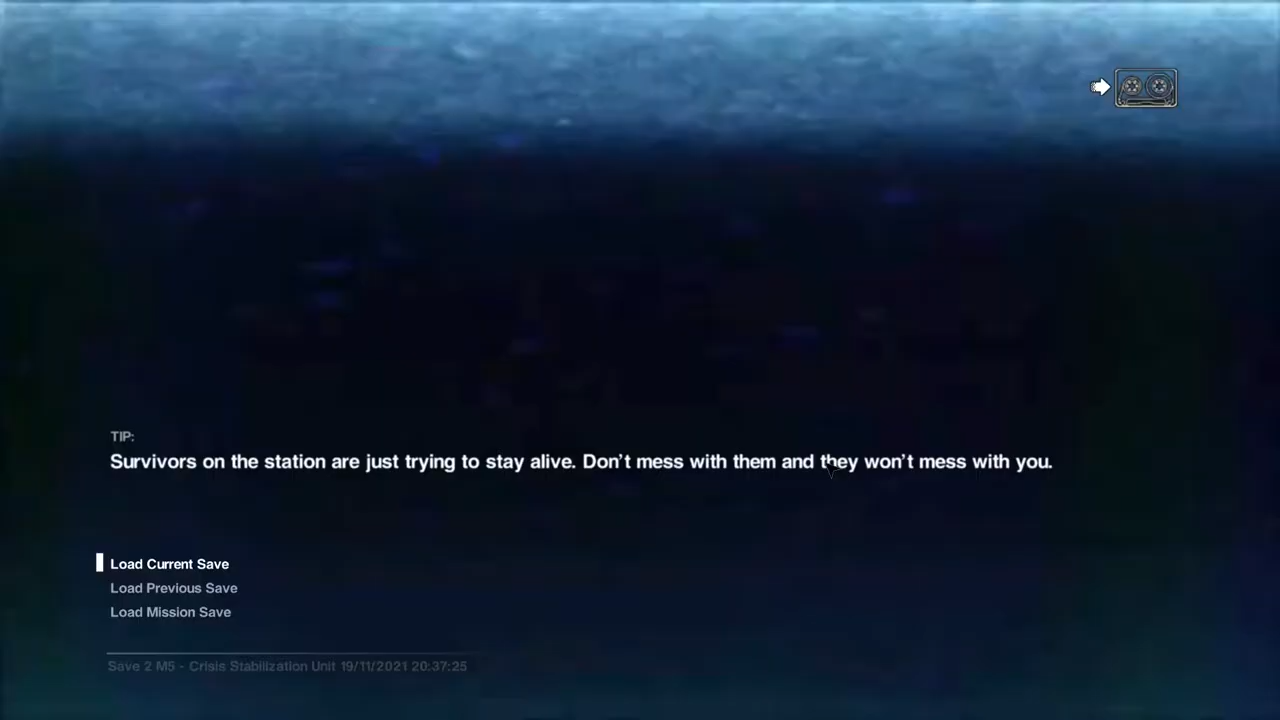 TIP:
Survivors on the station are just trying to stay alive. Don’t mess with them and they won’t mess with you.
Load Current Save
Load Previous Save
Load Mission Save
Save 2 M5 - Crisis Stabilization Unit 19/11/2021 20:37:25